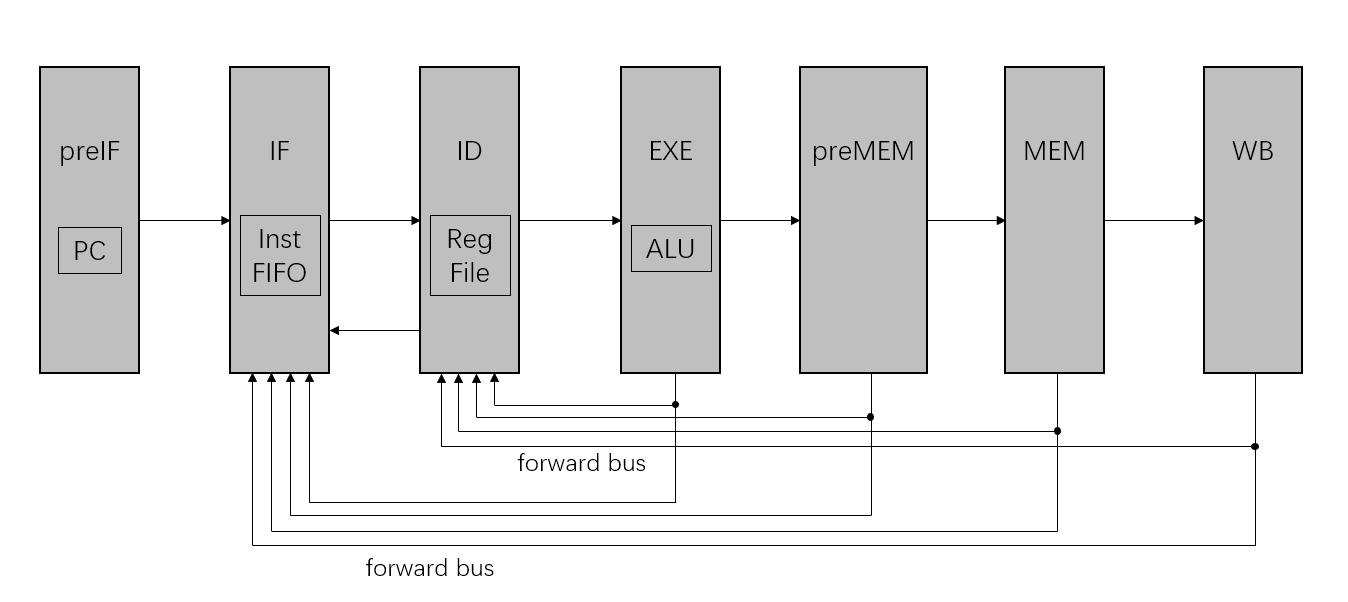 preIF
IF
ID
EXE
preMEM
MEM
WB
PC
Inst
FIFO
Reg
File
ALU
forward bus
forward bus